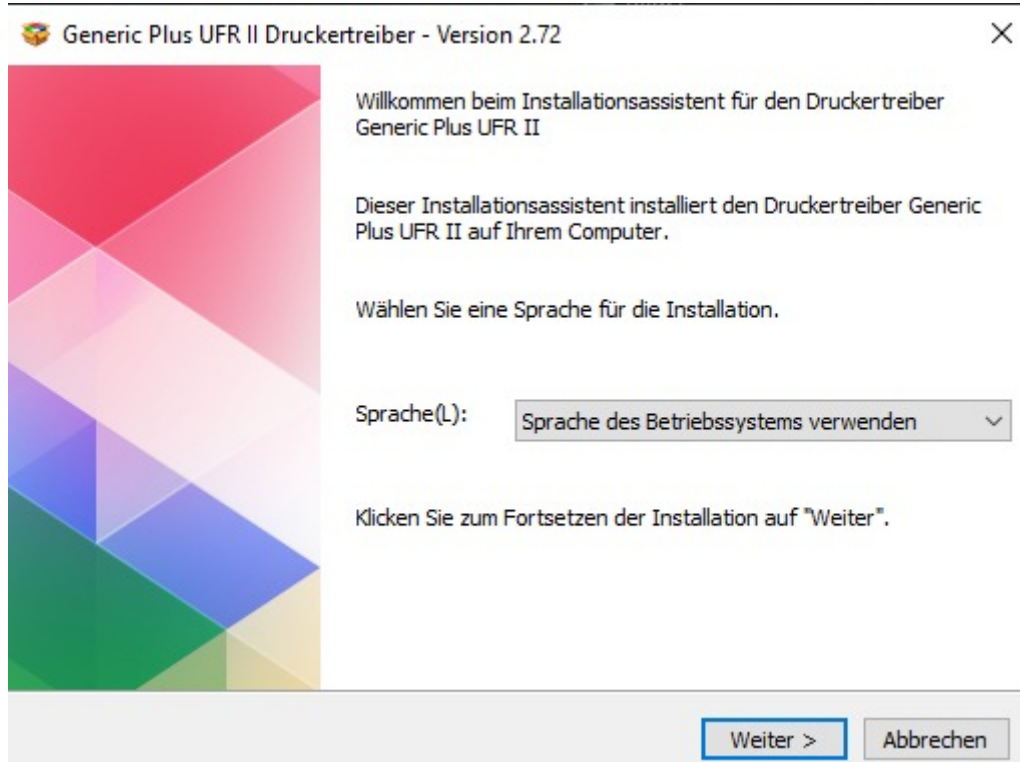 Generic Plus UFR II Druckertreiber - Version 2.72
Willkommen beim Installationsassistent für den Druckertreiber
Generic Plus UFR II
Dieser Installationsassistent installiert den Druckertreiber Generic
Plus UFR II auf Ihrem Computer.
Wählen Sie eine Sprache für die Installation.
Sprache(L):
Sprache des Betriebssystems verwenden
Klicken Sie zum Fortsetzen der Installation auf "Weiter".
Weiter >
Abbrechen